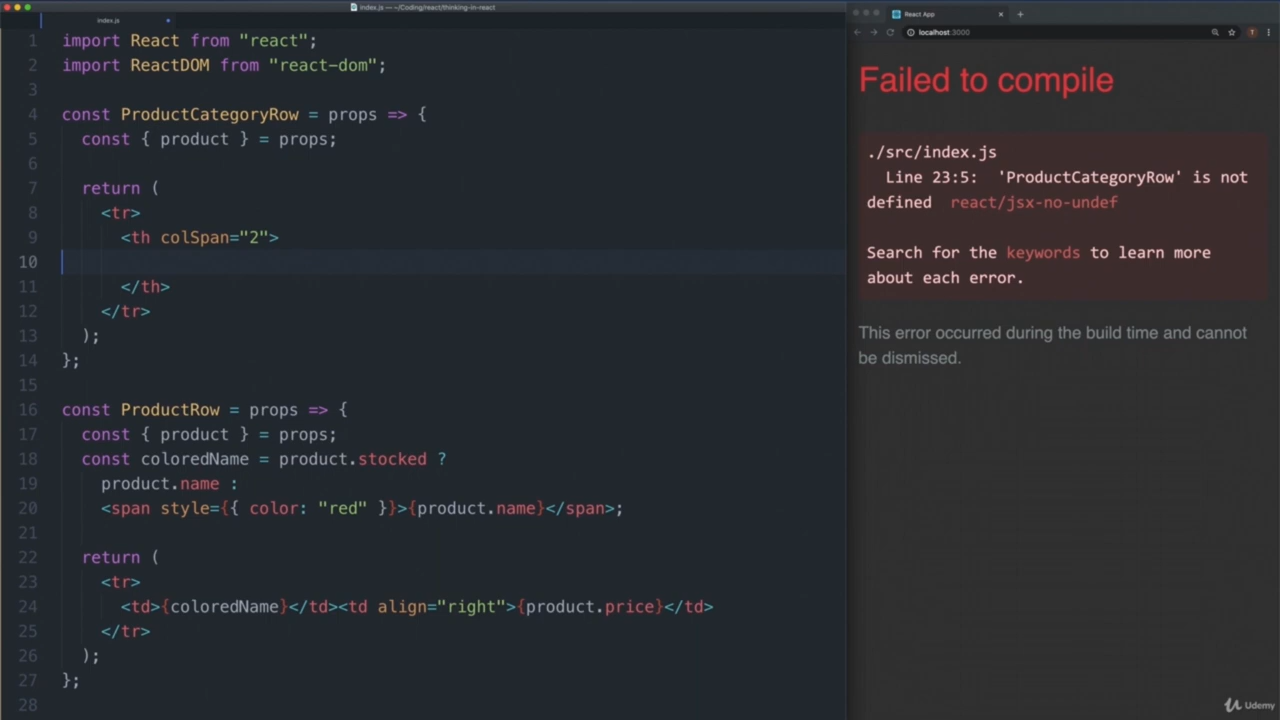 index.js — ~/Coding/react/thinking-in-react
index.js
1 import React from "react";
2 import ReactDOM from "react-dom";
3
4 const ProductCategoryRow = props => {
5 const { product } = props;
6
7 return (
8 <tr>
9 <th colSpan="2">
10
11 </th>
12 </tr>
13 );
14 };
15
16 const ProductRow = props => {
17 const { product } = props;
18 const coloredName = product.stocked ?
19 product.name :
20 <span style={{ color: "red" }}>{product.name}</span>;
21
22 return (
23 <tr>
24 <td>{coloredName}</td><td align="right">{product.price}</td>
25 </tr>
26 );
27 };
28
React App
localhost:3000
T
Failed to compile
./src/index.js
Line 23:5: 'ProductCategoryRow' is not
defined react/jsx-no-undef
Search for the keywords to learn more
about each error.
This error occurred during the build time and cannot
be dismissed.
Udemy